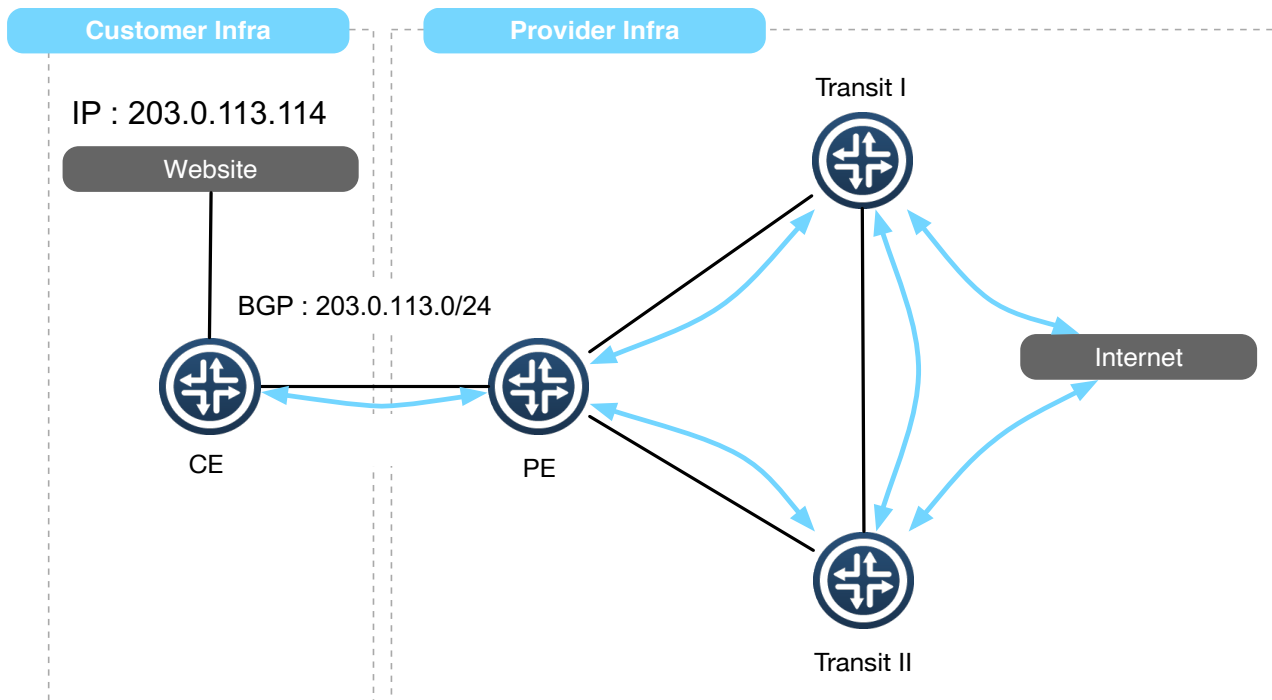 Customer Infra
Provider Infra
Transit I
IP : 203.0.113.114
Website
BGP : 203.0.113.0/24
Internet
CE
PE
Transit II